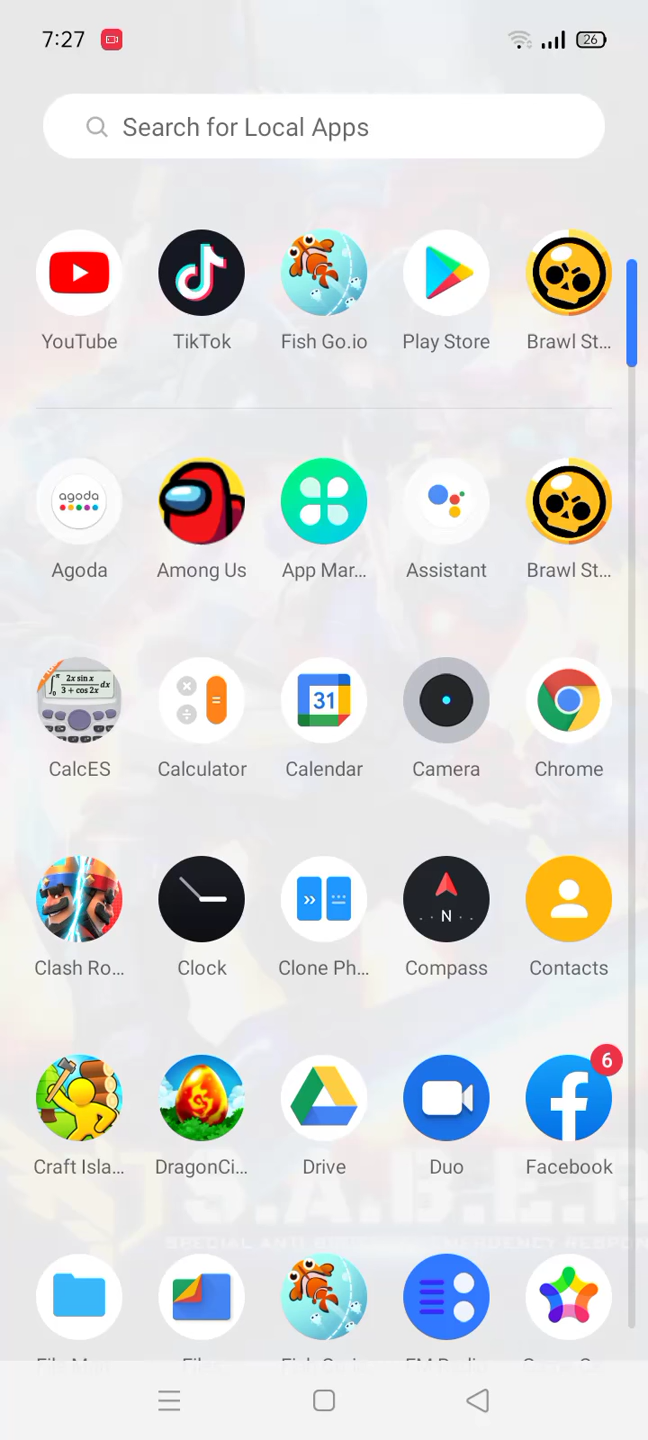 7:27
26
Search for Local Apps
YouTube TikTok Fish Go.io Play Store Brawl St...
agoda
31
2x sin x
3 + cos 2x
dx
Agoda Among Us App Mar... Assistant Brawl St...
CalcES Calculator Calendar Camera Chrome
N
Clash Ro... Clock Clone Ph... Compass Contacts
6
Craft Isla... DragonCi... Drive Duo Facebook
S.A.B.E.R